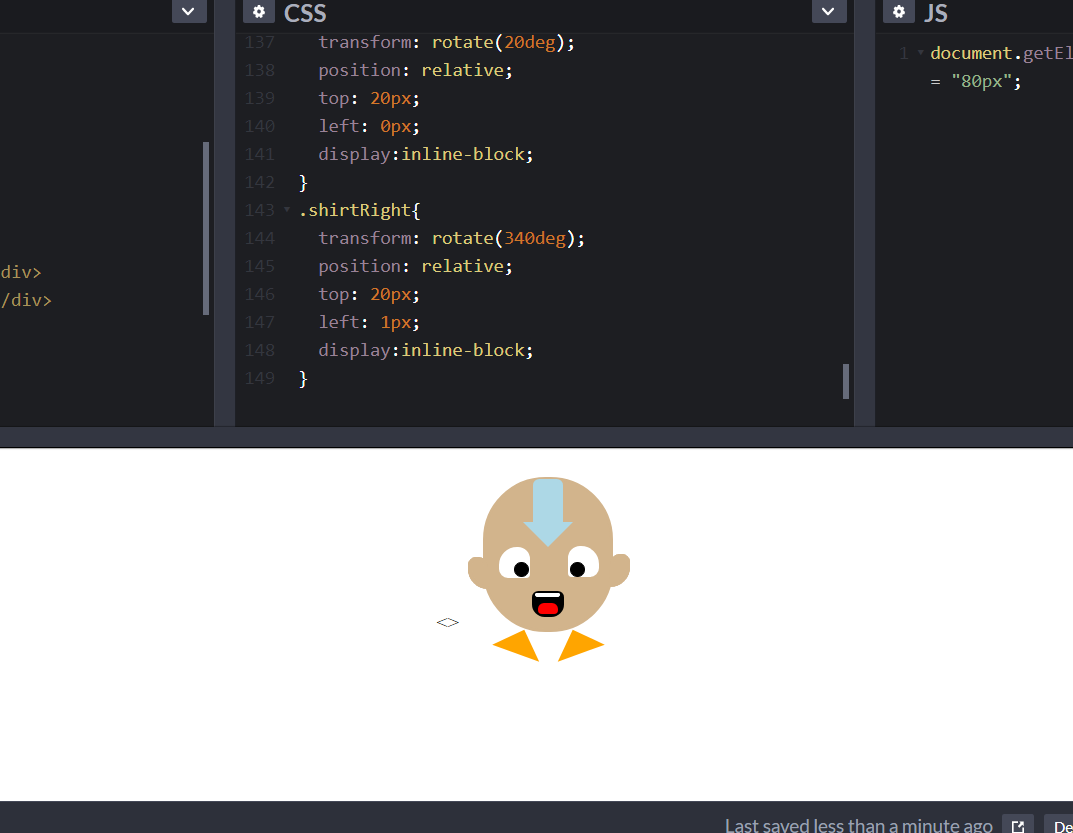 CSS
JS
137 transform: rotate(20deg);
138 position: relative;
139 top: 20px;
140 left: 0px;
141 display:inline-block;
142 }
143 .shirtRight{
144 transform: rotate(340deg);
145 position: relative;
146 top: 20px;
147 left: 1px;
148 display:inline-block;
149 }
div>
/div>
1 document.getEl
= "80px";
<>
Last saved less than a minute ago
De